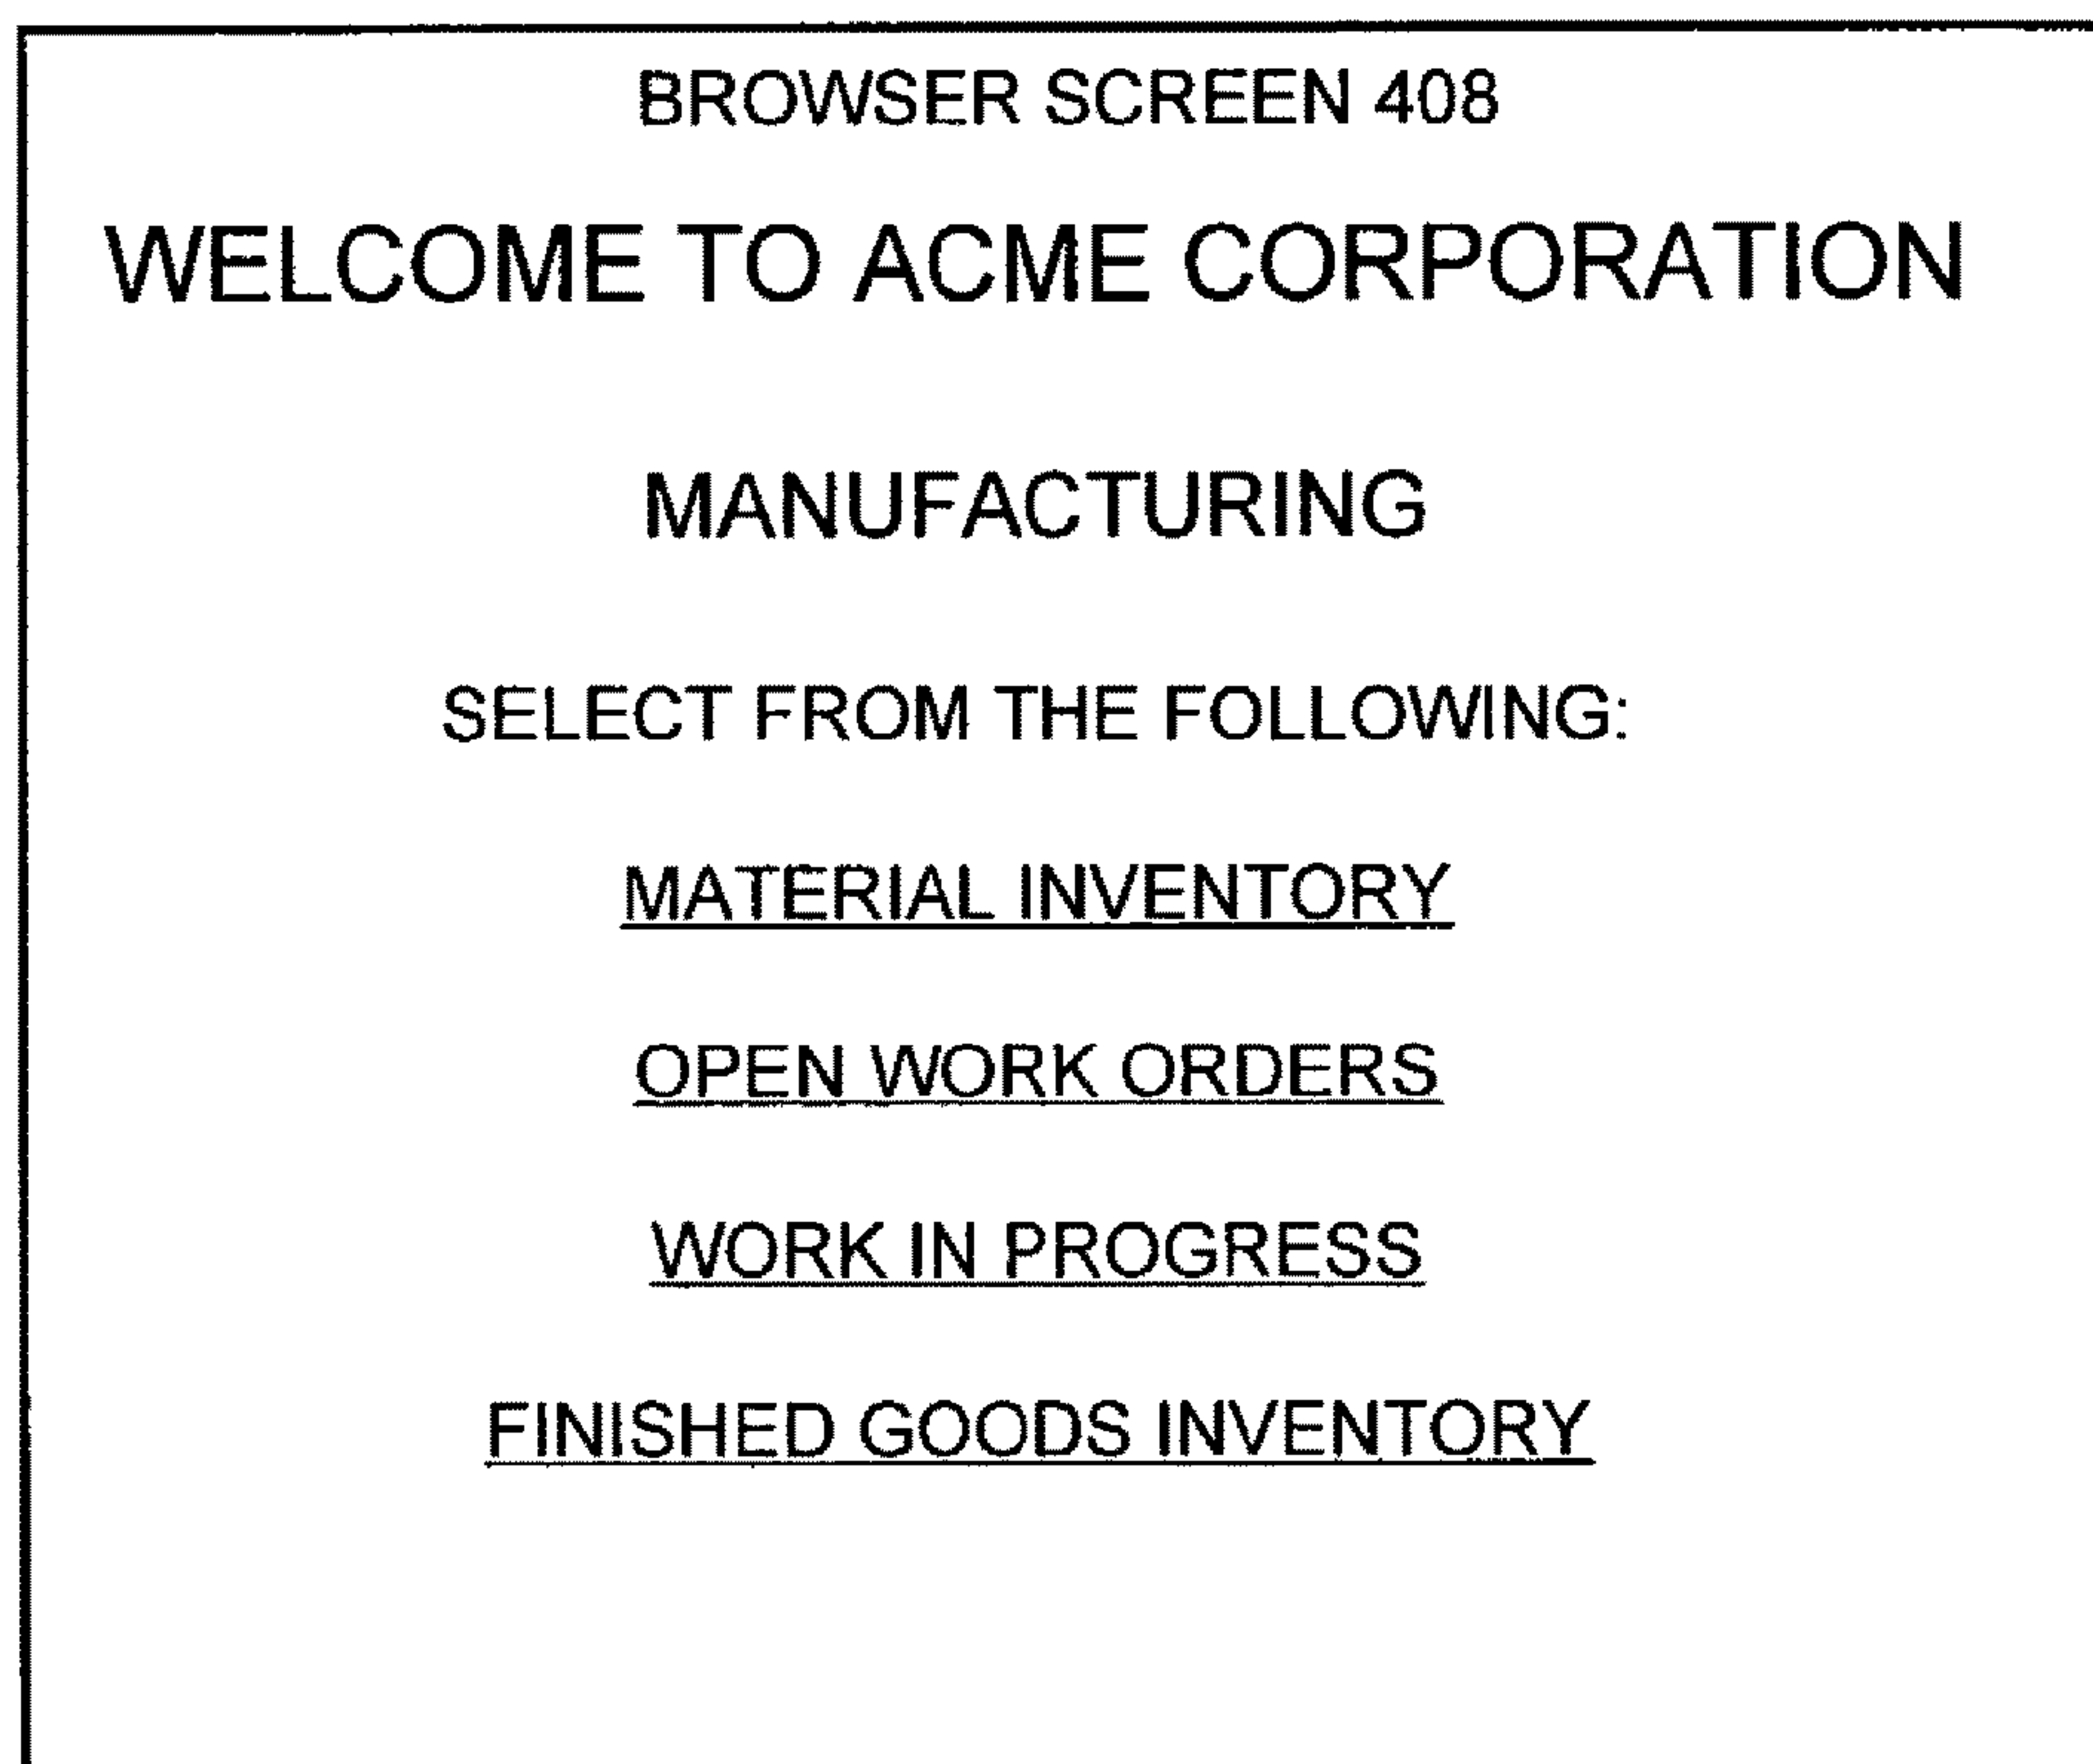 BROWSER SCREEN 408
WELCOME TO ACME CORPORATION
MANUFACTURING
SELECT FROM THE FOLLOWING:
MATERIAL INVENTORY
OPEN WORK ORDERS
WORK IN PROGRESS
FINISHED GOODS INVENTORY